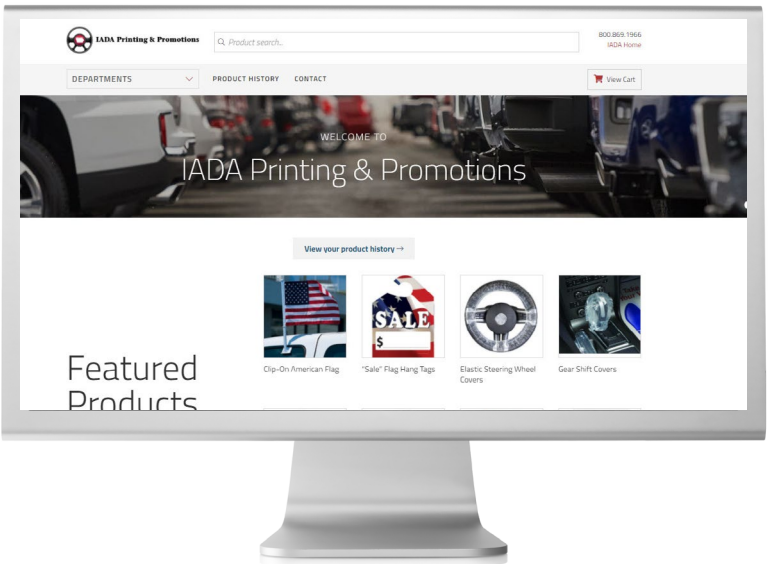 IADA Printing & Promotions
Product search..
800.869.1966
IADA Home
DEPARTMENTS
PRODUCT HISTORY
CONTACT
View Cart
WELCOME TO
IADA Printing & Promotions
View your product history →
SALE
$
Clip-On American Flag
"Sale" Flag Hang Tags
Elastic Steering Wheel
Covers
Gear Shift Covers
Featured
Products